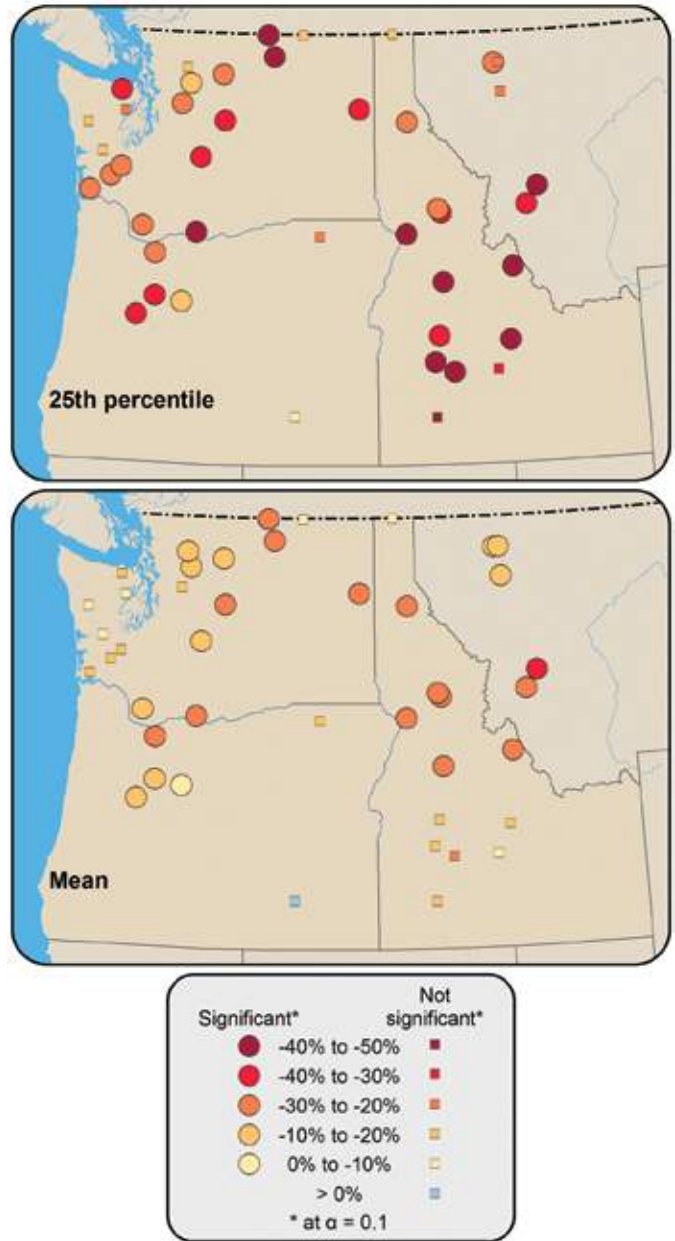 25th percentile
Mean
Not
Significant* significant*
-40% to -50%
-40% to -30%
-30% to -20%
-10% to -20%
0% to -10%
> 0%
* at α = 0.1